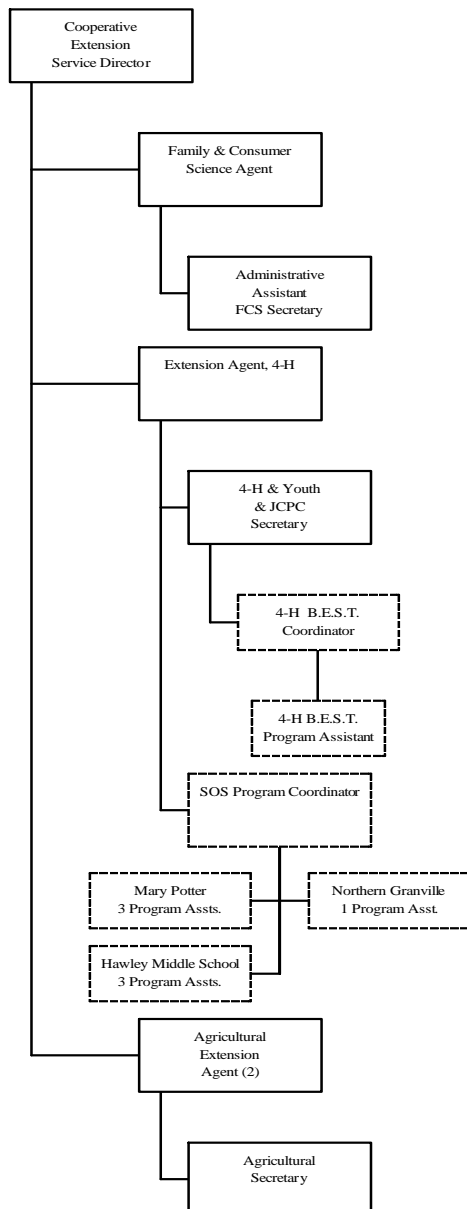 Cooperative
Extension
Service Director
Family & Consumer
Science Agent
Administrative
Assistant
FCS Secretary
Extension Agent, 4-H
4-H & Youth
& JCPC
Secretary
4-H B.E.S.T.
Coordinator
4-H B.E.S.T.
Program Assistant
SOS Program Coordinator
Mary Potter
3 Program Assts.
Northern Granville
1 Program Asst.
Hawley Middle School
3 Program Assts.
Agricultural
Extension
Agent (2)
Agricultural
Secretary